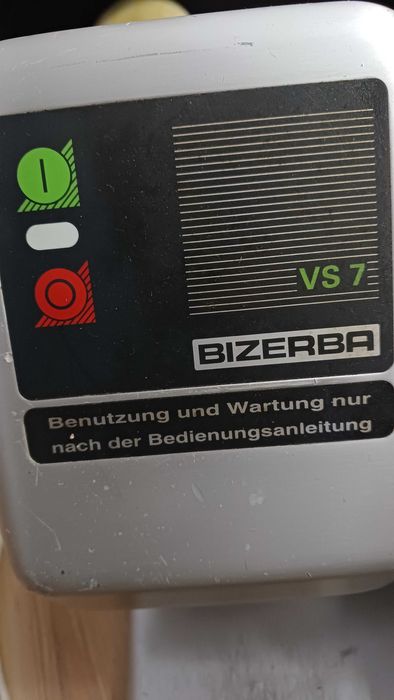 VS 7
BIZERBA
Benutzung und Wartung nur
nach der Bedienungsanleitung